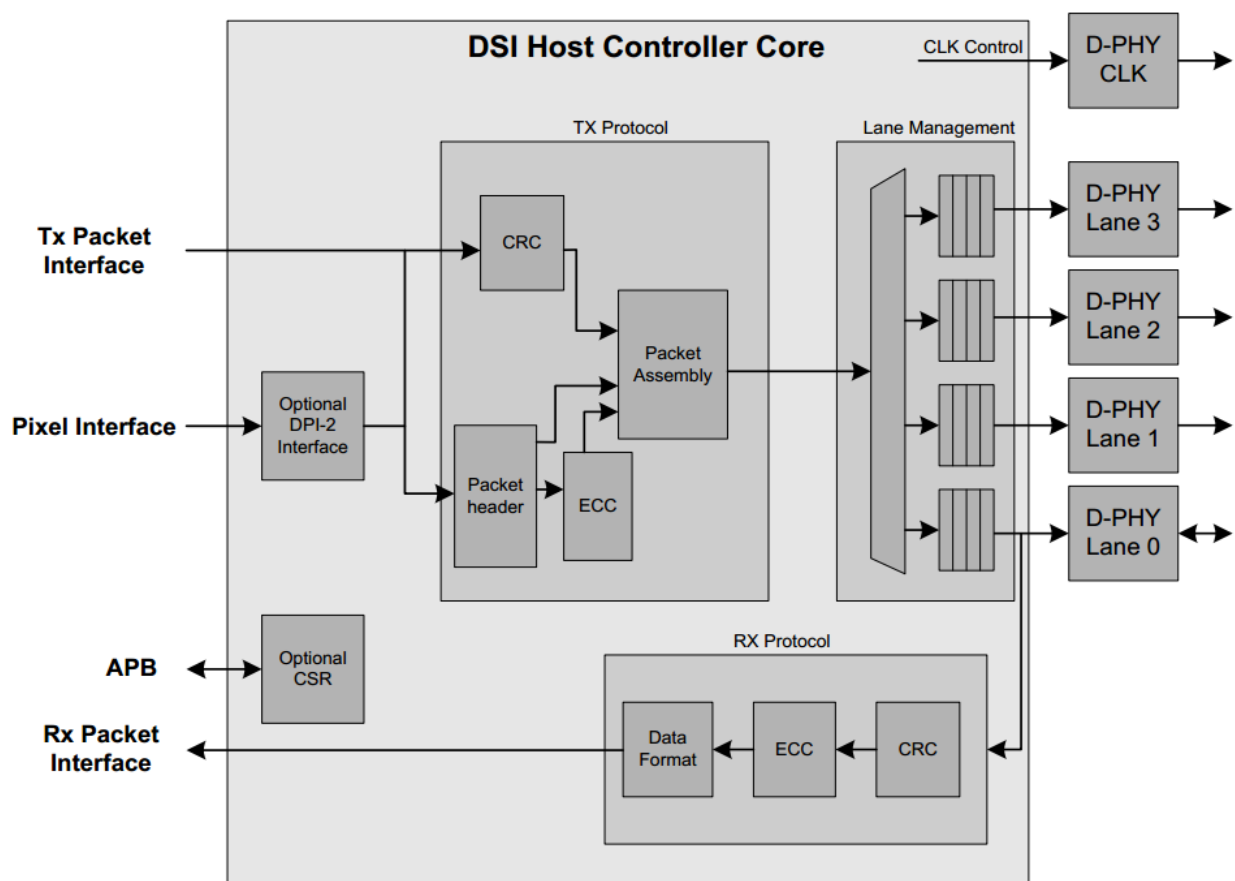 DSI Host Controller Core
CLK Control
D-PHY
CLK
TX Protocol
Lane Management
CRC
D-PHY
Lane 3
Tx Packet
Interface
Packet
Assembly
D-PHY
Lane 2
Optional
DPI-2
Interface
Pixel Interface
D-PHY
Lane 1
Packet
header
ECC
D-PHY
Lane 0
RX Protocol
APB
Optional
CSR
Rx Packet
Interface
Data
Format
ECC
CRC